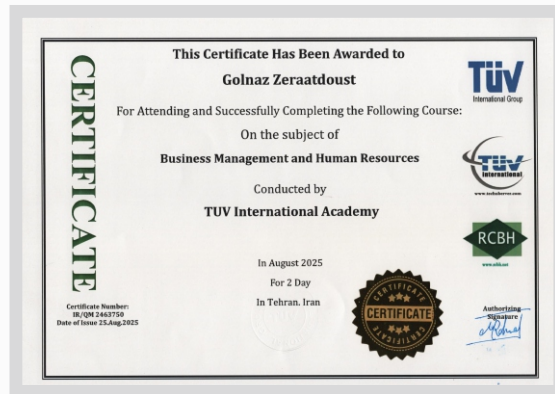 CERTIFICATE
This Certificate Has Been Awarded to
Golnaz Zeraatdoust
For Attending and Successfully Completing the Following Course:
On the subject of
Business Management and Human Resources
Conducted by
TUV International Academy
In August 2025
For 2 Day
In Tehran. Iran
Certificate Number:
IR/QM 2463750
Date of Issue 25.Aug.2025
TÜV
International Group
TÜV
International
RCBH
CERTIFICATE
CERTIFICATE
CERTIFICATE
Authorizing
Signature